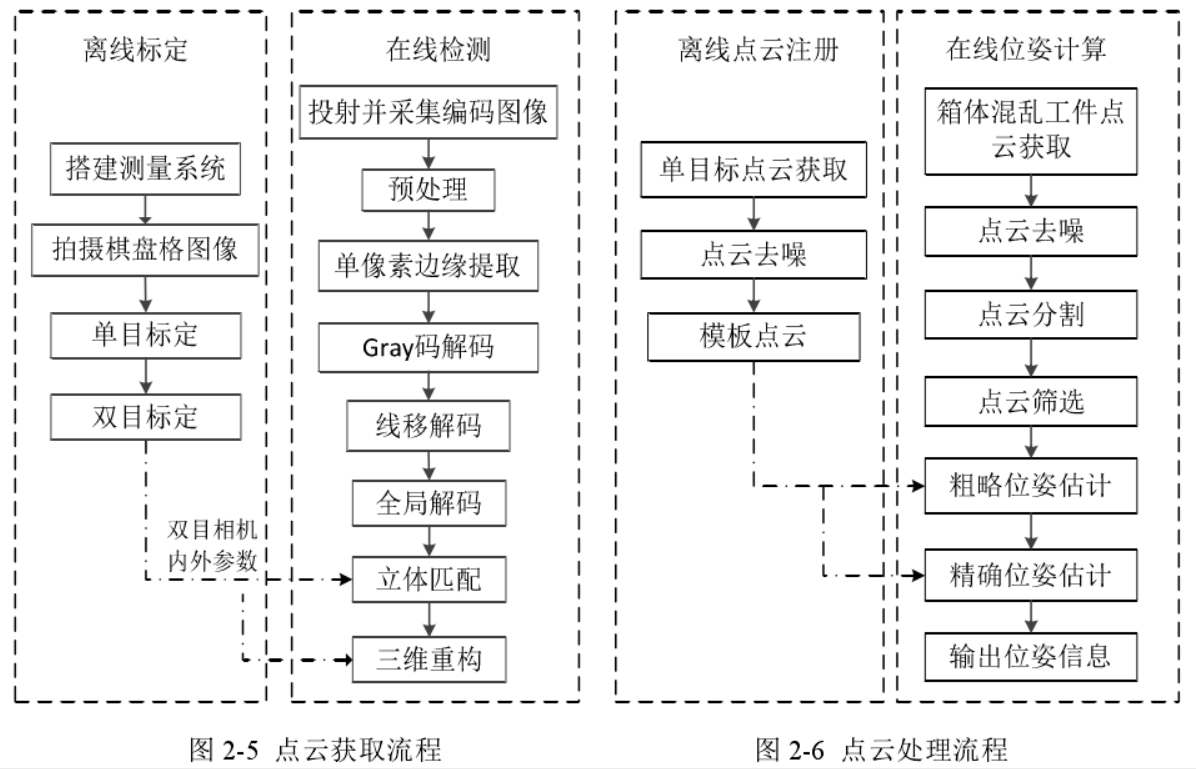 离线标定
搭建测量系统
拍摄棋盘格图像
单目标定
双目标定
双目相机
内外参数
在线检测
投射并采集编码图像
预处理
单像素边缘提取
Gray码解码
线移解码
全局解码
立体匹配
三维重构
图 2-5 点云获取流程
离线点云注册
单目标点云获取
点云去噪
模板点云
在线位姿计算
箱体混乱工件点
云获取
点云去噪
点云分割
点云筛选
粗略位姿估计
精确位姿估计
输出位姿信息
图 2-6 点云处理流程